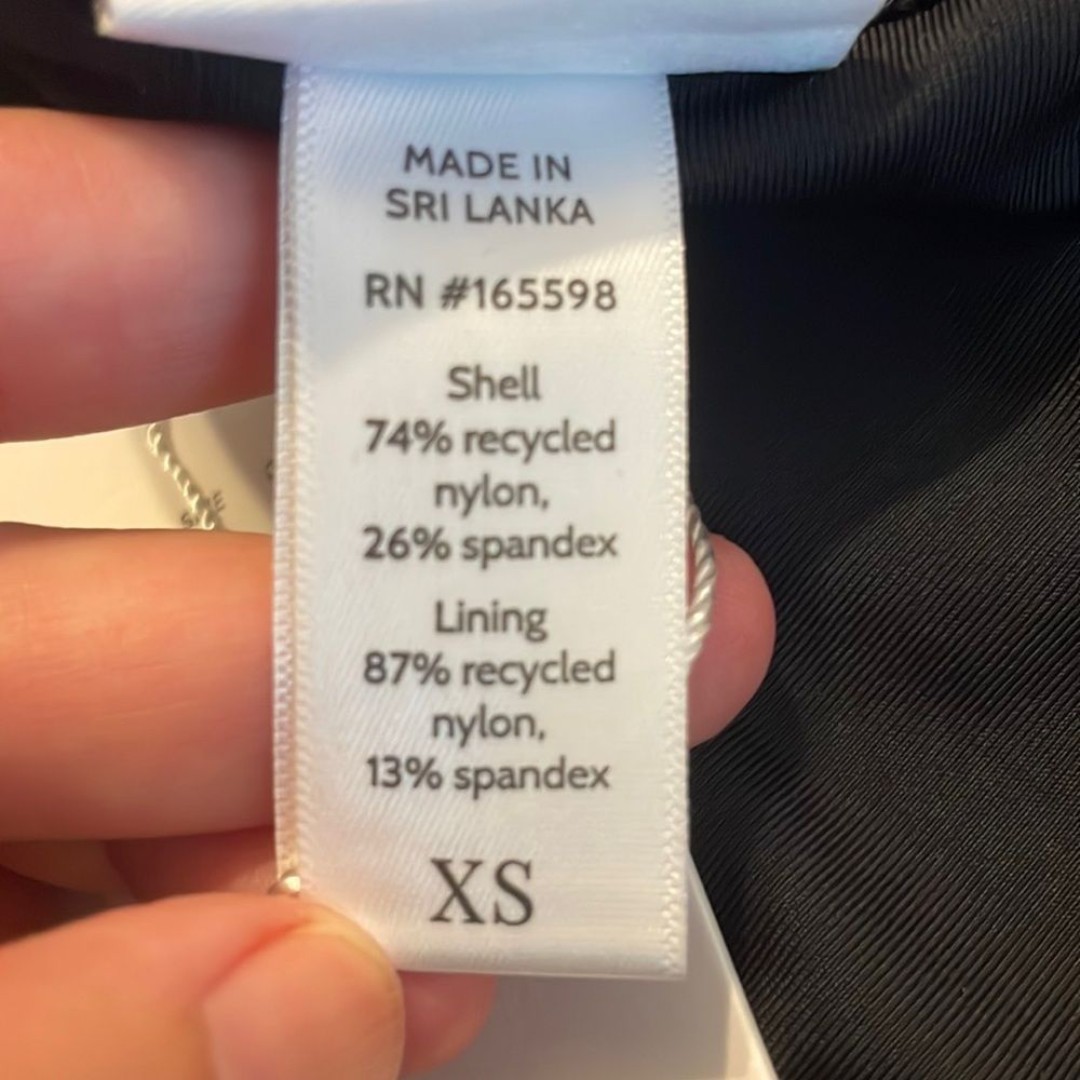 MADE IN
SRI LANKA
RN #165598
Shell
74% recycled
nylon,
26% spandex
Lining
87% recycled
nylon,
13% spandex
XS